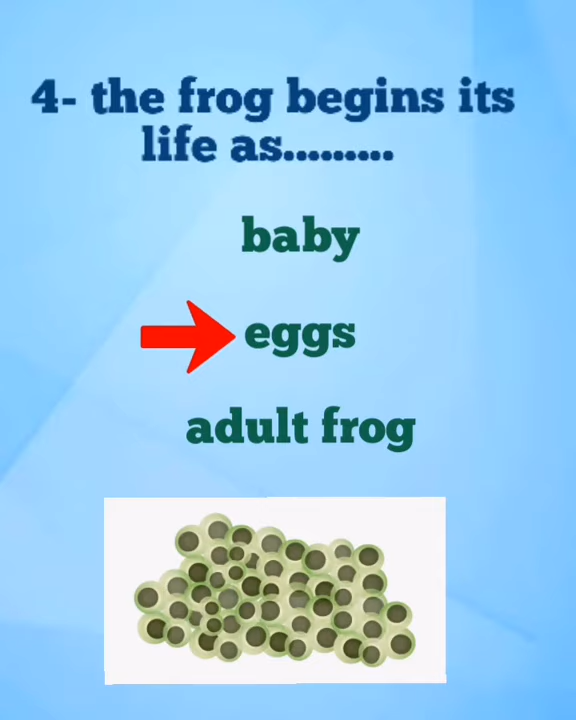 4- the frog begins its
life as.........
baby
eggs
adult frog